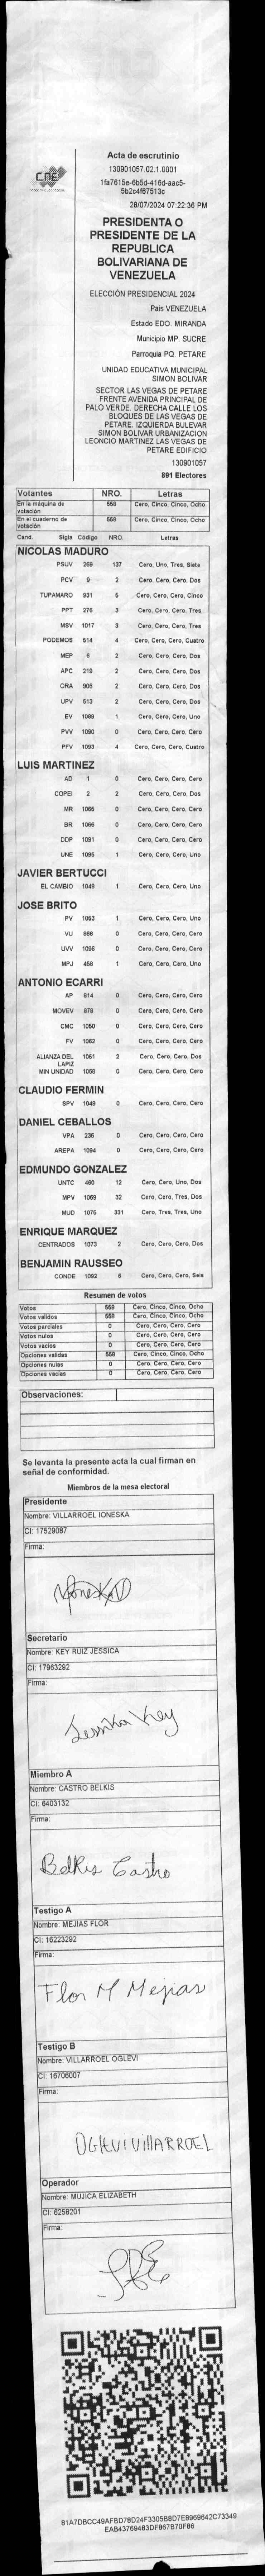 CNE
Acta de escrutinio
130901057.02.1.0001
28/07/2024 07:22:36 PM
PRESIDENTA O
PRESIDENTE DE LA
REPUBLICA
BOLIVARIANA DE
VENEZUELA
ELECCIÓN PRESIDENCIAL 2024
País VENEZUELA
Estado EDO. MIRANDA
Municipio MP. SUCRE
Parroquia PQ. PETARE
UNIDAD EDUCATIVA MUNICIPAL
SIMON BOLIVAR
SECTOR LAS VEGAS DE PETARE
FRENTE AVENIDA PRINCIPAL DE
PALO VERDE. DERECHA CALLE LOS
BLOQUES DE LAS VEGAS DE
PETARE. IZQUIERDA BULEVAR
SIMON BOLIVAR URBANIZACION
LEONCIO MARTINEZ LAS VEGAS DE
PETARE EDIFICIO
130901057
891 Electores
Votantes NRO. Letras
En la máquina de votación 558 Cero, Cinco, Cinco, Ocho
En el cuaderno de votación 558 Cero, Cinco, Cinco, Ocho
Cand. Sigla Código NRO. Letras
NICOLAS MADURO
PSUV 269 137 Cero, Uno, Tres, Siete
PCV 9 2 Cero, Cero, Cero, Dos
TUPAMARO 931 5 Cero, Cero, Cero, Cinco
PPT 276 3 Cero, Cero, Cero, Tres
MSV 1017 3 Cero, Cero, Cero, Tres
PODEMOS 514 4 Cero, Cero, Cero, Cuatro
MEP 6 2 Cero, Cero, Cero, Dos
APC 219 2 Cero, Cero, Cero, Dos
ORA 906 2 Cero, Cero, Cero, Dos
UPV 613 2 Cero, Cero, Cero, Dos
EV 1089 1 Cero, Cero, Cero, Uno
PVV 1090 0 Cero, Cero, Cero, Cero
PFV 1093 4 Cero, Cero, Cero, Cuatro
LUIS MARTINEZ
AD 1 0 Cero, Cero, Cero, Cero
COPEI 2 2 Cero, Cero, Cero, Dos
MR 1065 0 Cero, Cero, Cero, Cero
BR 1066 0 Cero, Cero, Cero, Cero
DDP 1091 0 Cero, Cero, Cero, Cero
UNE 1095 1 Cero, Cero, Cero, Uno
JAVIER BERTUCCI
EL CAMBIO 1048 1 Cero, Cero, Cero, Uno
JOSE BRITO
PV 1063 1 Cero, Cero, Cero, Uno
VU 868 0 Cero, Cero, Cero, Cero
UVV 1096 0 Cero, Cero, Cero, Cero
MPJ 458 1 Cero, Cero, Cero, Uno
ANTONIO ECARRI
AP 814 0 Cero, Cero, Cero, Cero
MOVEV 679 0 Cero, Cero, Cero, Cero
CMC 1050 0 Cero, Cero, Cero, Cero
FV 1062 0 Cero, Cero, Cero, Cero
ALIANZA DEL LAPIZ 1051 2 Cero, Cero, Cero, Dos
MIN UNIDAD 1058 0 Cero, Cero, Cero, Cero
CLAUDIO FERMIN
SPV 1049 0 Cero, Cero, Cero, Cero
DANIEL CEBALLOS
VPA 236 0 Cero, Cero, Cero, Cero
AREPA 1094 0 Cero, Cero, Cero, Cero
EDMUNDO GONZALEZ
UNTC 460 12 Cero, Cero, Uno, Dos
MPV 1069 32 Cero, Cero, Tres, Dos
MUD 1075 331 Cero, Tres, Tres, Uno
ENRIQUE MARQUEZ
CENTRADOS 1073 2 Cero, Cero, Cero, Dos
BENJAMIN RAUSSEO
CONDE 1092 6 Cero, Cero, Cero, Seis
Resumen de votos
Votos 558 Cero, Cinco, Cinco, Ocho
Votos validos 558 Cero, Cinco, Cinco, Ocho
Votos parciales 0 Cero, Cero, Cero, Cero
Votos nulos 0 Cero, Cero, Cero, Cero
Votos vacíos 0 Cero, Cero, Cero, Cero
Opciones validas 558 Cero, Cinco, Cinco, Ocho
Opciones nulas 0 Cero, Cero, Cero, Cero
Opciones vacias 0 Cero, Cero, Cero, Cero
Observaciones:
Se levanta la presente acta la cual firman en
señal de conformidad.
Miembros de la mesa electoral
Presidente
Nombre: VILLARROEL IONESKA
CI: 17529087
Firma:
Secretario
Nombre: KEY RUIZ JESSICA
CI: 17963292
Firma:
Jessika Key
Miembro A
Nombre: CASTRO BELKIS
CI: 6403132
Firma:
Belkis Castro
Testigo A
Nombre: MEJIAS FLOR
CI: 16223292
Firma:
Flor M Mejias
Testigo B
Nombre: VILLARROEL OGLEVI
CI: 16706007
Firma:
OGLEVI VILLARROEL
Operador
Nombre: MUJICA ELIZABETH
CI: 6258201
Firma:
81A7DBCC49AFBD78D24F3305B8D7E8969642C73349
EAB43769483DF867B70F86